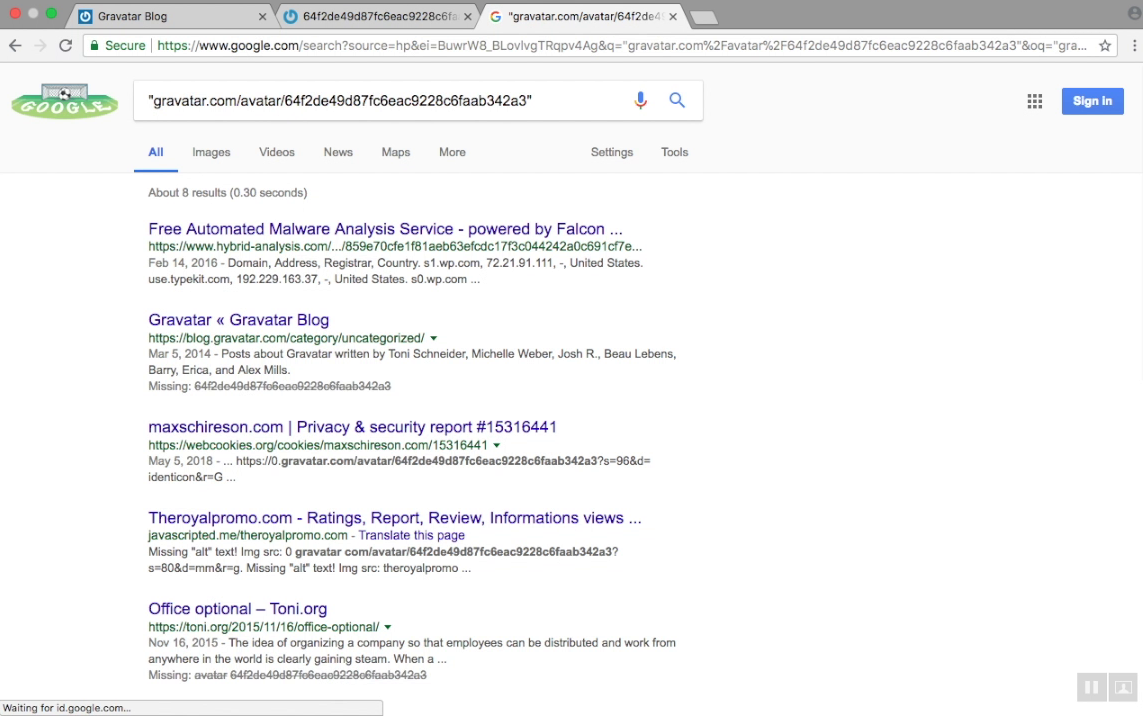 Gravatar Blog
64f2de49d87fc6eac9228c6faa
"gravatar.com/avatar/64f2de49
Secure
https://www.google.com/search?source=hp&ei=BuwrW8_BLovIvgTRqpv4Ag&q="gravatar.com%2Favatar%2F64f2de49d87fc6eac9228c6faab342a3"&oq="gra...
GOOGLE
"gravatar.com/avatar/64f2de49d87fc6eac9228c6faab342a3"
Sign in
All Images Videos News Maps More Settings Tools
About 8 results (0.30 seconds)
Free Automated Malware Analysis Service - powered by Falcon ...
https://www.hybrid-analysis.com/.../859e70cfe1f81aeb63efcdc17f3c044242a0c691cf7e...
Feb 14, 2016 - Domain, Address, Registrar, Country. s1.wp.com, 72.21.91.111, -, United States.
use.typekit.com, 192.229.163.37, -, United States. s0.wp.com ...
Gravatar « Gravatar Blog
https://blog.gravatar.com/category/uncategorized/
Mar 5, 2014 - Posts about Gravatar written by Toni Schneider, Michelle Weber, Josh R., Beau Lebens,
Barry, Erica, and Alex Mills.
Missing: 64f2de49d87fc6eac9228c6faab342a3
maxschireson.com | Privacy & security report #15316441
https://webcookies.org/cookies/maxschireson.com/15316441
May 5, 2018 - ... https://0.gravatar.com/avatar/64f2de49d87fc6eac9228c6faab342a3?s=96&d=
identicon&r=G ...
Theroyalpromo.com - Ratings, Report, Review, Informations views ...
javascripted.me/theroyalpromo.com - Translate this page
Missing "alt" text! Img src: 0 gravatar com/avatar/64f2de49d87fc6eac9228c6faab342a3?
s=80&d=mm&r=g. Missing "alt" text! Img src: theroyalpromo ...
Office optional – Toni.org
https://toni.org/2015/11/16/office-optional/
Nov 16, 2015 - The idea of organizing a company so that employees can be distributed and work from
anywhere in the world is clearly gaining steam. When a ...
Missing: avatar 64f2de49d87fc6eac9228c6faab342a3
Waiting for id.google.com...